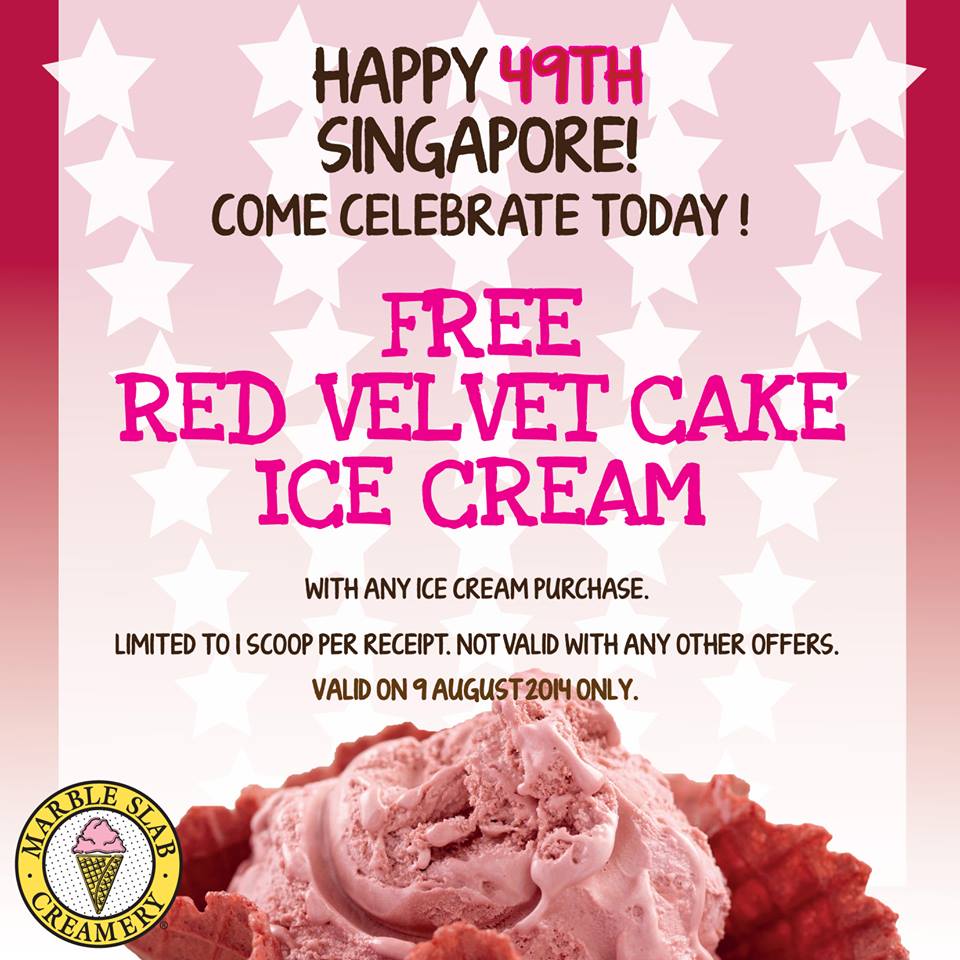 HAPPY 49TH
SINGAPORE!
COME CELEBRATE TODAY !
FREE
RED VELVET CAKE
ICE CREAM
WITH ANY ICE CREAM PURCHASE.
LIMITED TO 1 SCOOP PER RECEIPT. NOT VALID WITH ANY OTHER OFFERS.
VALID ON 9 AUGUST 2014 ONLY.
MARBLE SLAB
CREAMERY
®